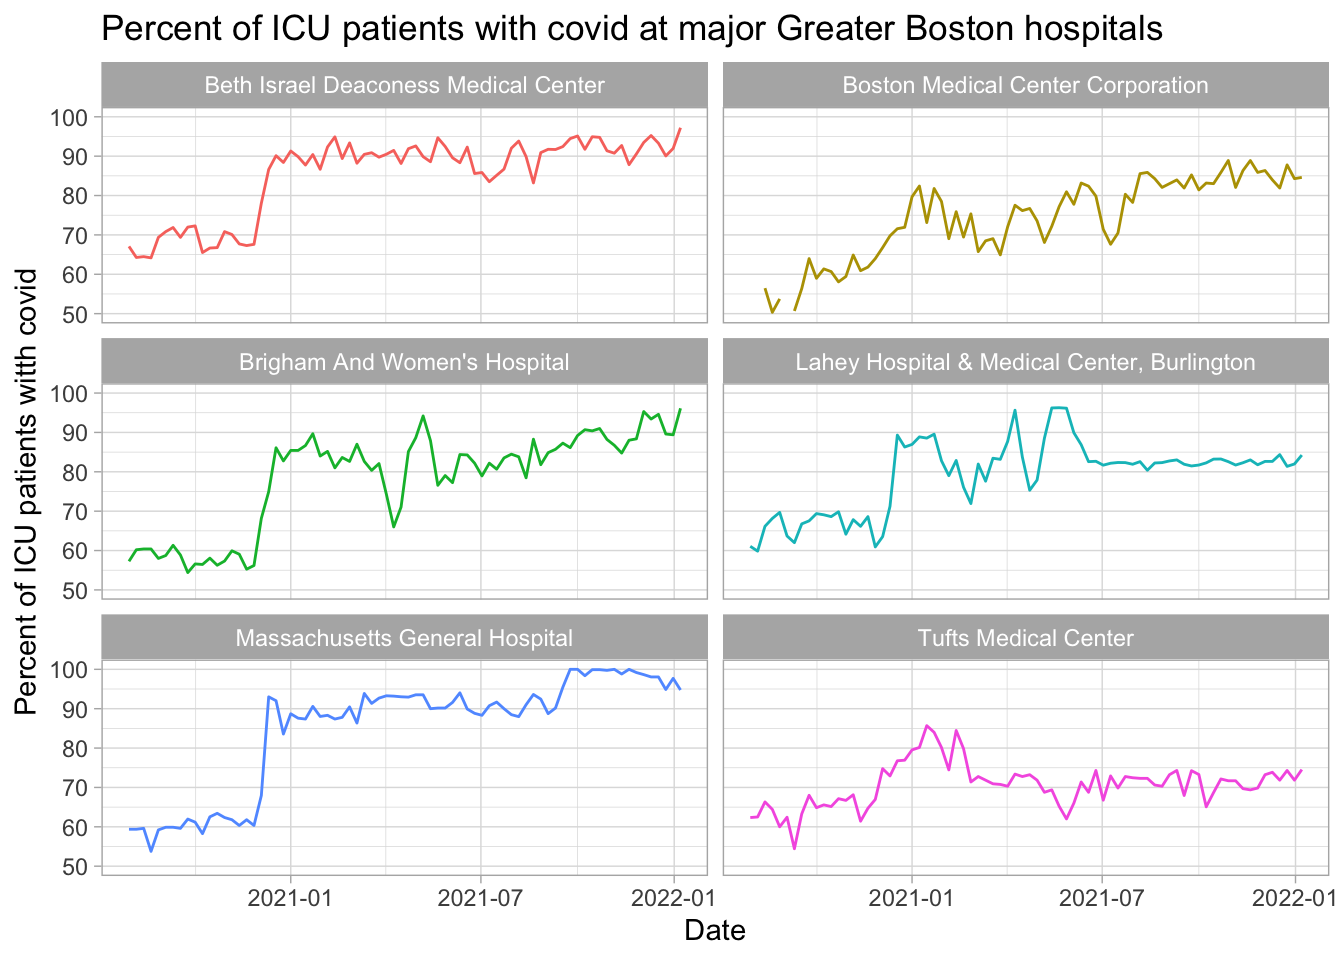 Percent of ICU patients with covid at major Greater Boston hospitals
Percent of ICU patients witth covid
Beth Israel Deaconess Medical Center
Boston Medical Center Corporation
100
90
80
70
60
50
Brigham And Women's Hospital
Lahey Hospital & Medical Center, Burlington
100
90
80
70
60
50
Massachusetts General Hospital
Tufts Medical Center
100
90
80
70
60
50
2021-01 2021-07 2022-01 2021-01 2021-07 2022-01
Date